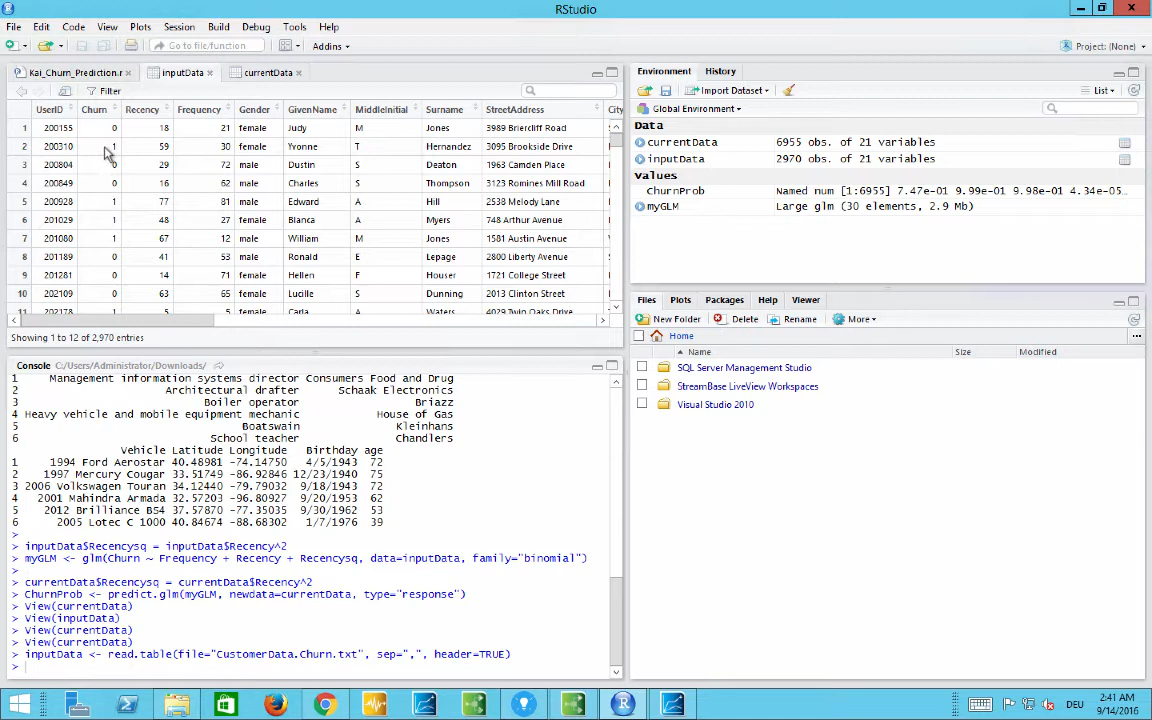 RStudio
File Edit Code View Plots Session Build Debug Tools Help
Go to file/function Addins Project: (None)
Kai_Churn_Prediction.r inputData currentData
Filter
UserID Churn Recency Frequency Gender GivenName MiddleInitial Surname StreetAddress City
1 200155 0 18 21 female Judy M Jones 3989 Briercliff Road
2 200310 1 59 30 female Yvonne T Hernandez 3095 Brookside Drive
3 200804 0 29 72 male Dustin S Deaton 1963 Camden Place
4 200849 0 16 62 male Charles S Thompson 3123 Romines Mill Road
5 200928 1 77 81 male Edward A Hill 2538 Melody Lane
6 201029 1 48 27 female Blanca A Myers 748 Arthur Avenue
7 201080 1 67 12 male William M Jones 1581 Austin Avenue
8 201189 0 41 53 male Ronald E Lepage 2800 Liberty Avenue
9 201281 0 14 71 female Hellen F Houser 1721 College Street
10 202109 0 63 65 female Lucille S Dunning 2013 Clinton Street
11 202178 1 5 5 female Carla A Waters 4029 Twin Oaks Drive
Showing 1 to 12 of 2,970 entries
Console C:/Users/Administrator/Downloads/
1 Management information systems director Consumers Food and Drug
2 Architectural drafter Schaak Electronics
3 Boiler operator Briazz
4 Heavy vehicle and mobile equipment mechanic House of Gas
5 Boatswain Kleinhans
6 School teacher Chandlers
Vehicle Latitude Longitude Birthday age
1 1994 Ford Aerostar 40.48981 -74.14750 4/5/1943 72
2 1997 Mercury Cougar 33.51749 -86.92846 12/23/1940 75
3 2006 Volkswagen Touran 34.12440 -79.79032 9/18/1943 72
4 2001 Mahindra Armada 32.57203 -96.80927 9/20/1953 62
5 2012 Brilliance BS4 37.57870 -77.35035 9/30/1962 53
6 2005 Lotec C 1000 40.84674 -88.68302 1/7/1976 39
>
> inputData$Recencysq = inputData$Recency^2
> myGLM <- glm(Churn ~ Frequency + Recency + Recencysq, data=inputData, family="binomial")
>
> currentData$Recencysq = currentData$Recency^2
> ChurnProb <- predict.glm(myGLM, newdata=currentData, type="response")
> View(currentData)
> View(inputData)
> View(currentData)
> View(currentData)
> inputData <- read.table(file="CustomerData.Churn.txt", sep=",", header=TRUE)
>
Environment History
Import Dataset List
Global Environment
Data
currentData 6955 obs. of 21 variables
inputData 2970 obs. of 21 variables
Values
ChurnProb Named num [1:6955] 7.47e-01 9.99e-01 9.98e-01 4.34e-05…
myGLM Large glm (30 elements, 2.9 Mb)
Files Plots Packages Help Viewer
New Folder Delete Rename More
Home
Name Size Modified
SQL Server Management Studio
StreamBase LiveView Workspaces
Visual Studio 2010
DEU 2:41 AM
9/14/2016